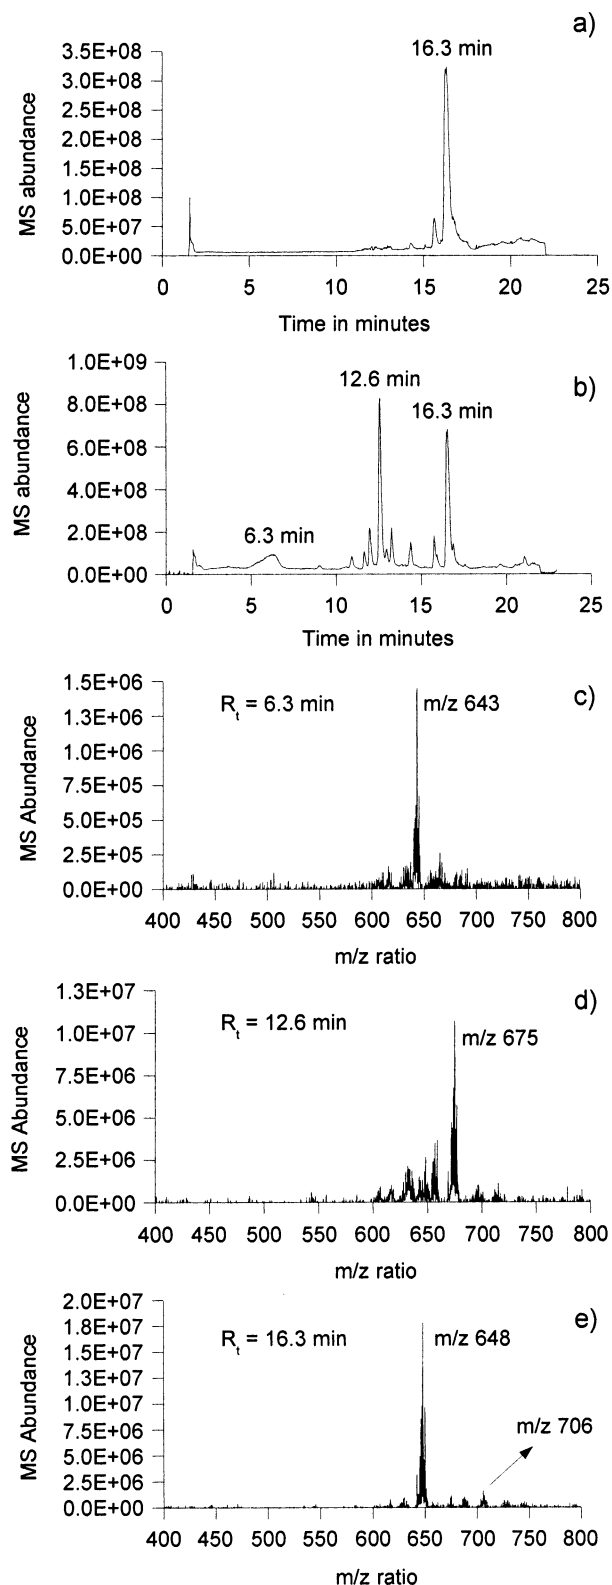 a)
16.3 min
3.5E+08
3.0E+08
2.5E+08
2.0E+08
1.5E+08
1.0E+08
5.0E+07
0.0E+00
MS abundance
0 5 10 15 20 25
Time in minutes
b)
1.0E+09
8.0E+08
6.0E+08
4.0E+08
2.0E+08
0.0E+00
MS abundance
12.6 min
16.3 min
6.3 min
0 5 10 15 20 25
Time in minutes
c)
1.5E+06
1.3E+06
1.0E+06
7.5E+05
5.0E+05
2.5E+05
0.0E+00
MS Abundance
Rt = 6.3 min
m/z 643
400 450 500 550 600 650 700 750 800
m/z ratio
d)
1.3E+07
1.0E+07
7.5E+06
5.0E+06
2.5E+06
0.0E+00
MS Abundance
Rt = 12.6 min
m/z 675
400 450 500 550 600 650 700 750 800
m/z ratio
e)
2.0E+07
1.8E+07
1.5E+07
1.3E+07
1.0E+07
7.5E+06
5.0E+06
2.5E+06
0.0E+00
MS Abundance
Rt = 16.3 min
m/z 648
m/z 706
400 450 500 550 600 650 700 750 800
m/z ratio